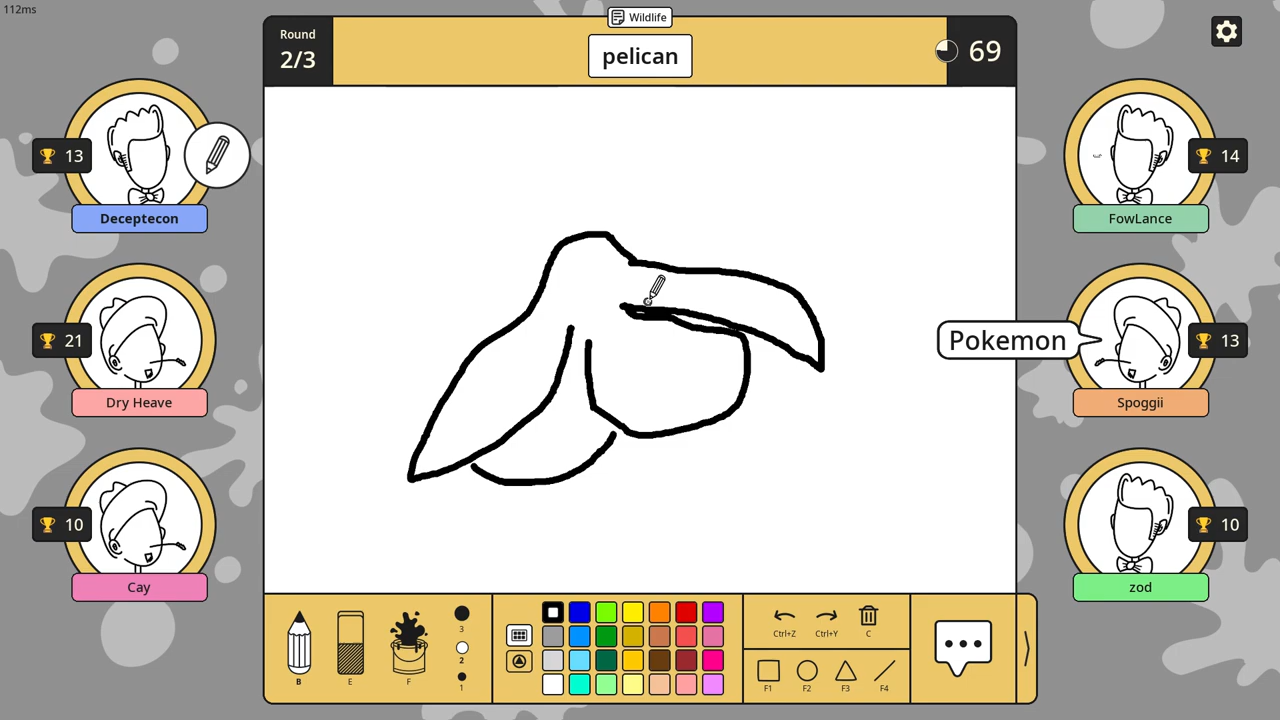 112ms
Wildlife
Round
2/3
pelican
69
13
Deceptecon
21
Dry Heave
10
Cay
14
FowLance
Pokemon
13
Spoggii
10
zod
B
E
F
3
2
1
Ctrl+Z
Ctrl+Y
C
F1
F2
F3
F4